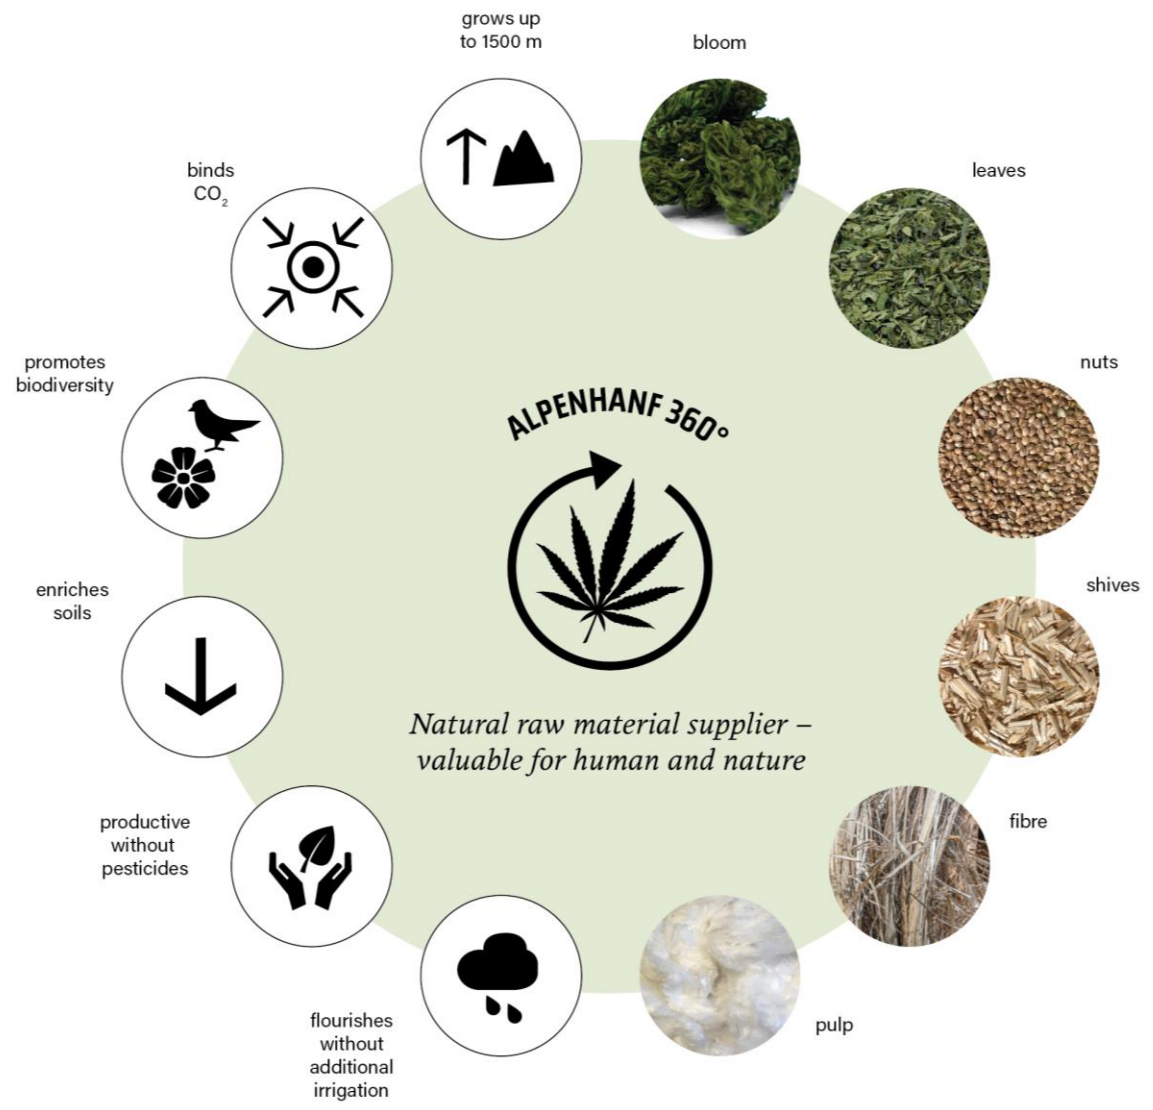 grows up
to 1500 m
bloom
leaves
nuts
shives
fibre
pulp
flourishes
without
additional
irrigation
productive
without
pesticides
enriches
soils
promotes
biodiversity
binds
CO₂
ALPENHANF 360°
Natural raw material supplier –
valuable for human and nature